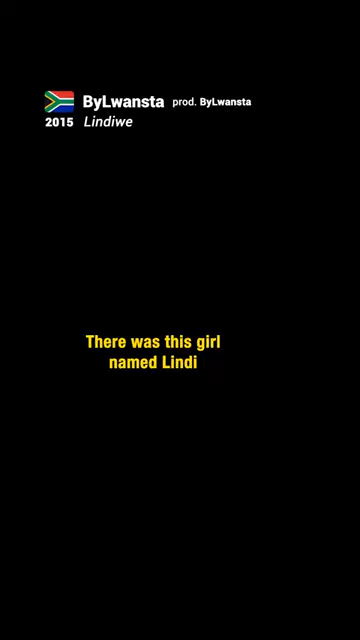 ByLwansta prod. ByLwansta
2015 Lindiwe
There was this girl
named Lindi